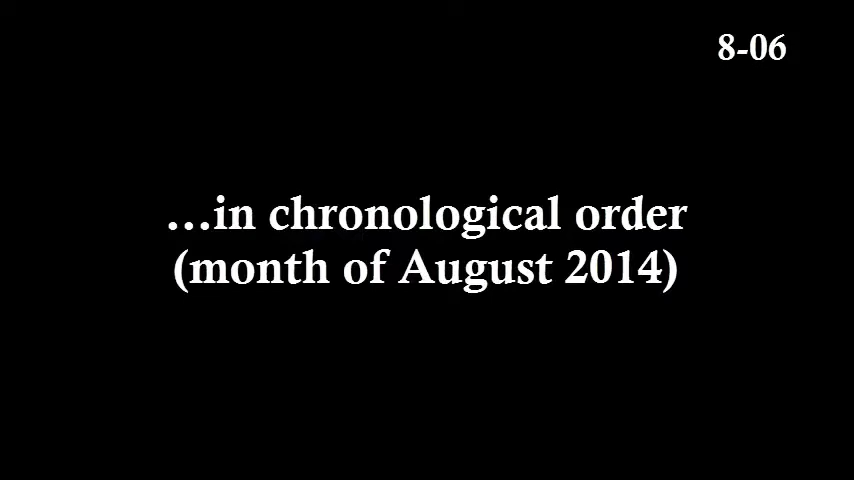 8-06
...in chronological order
(month of August 2014)